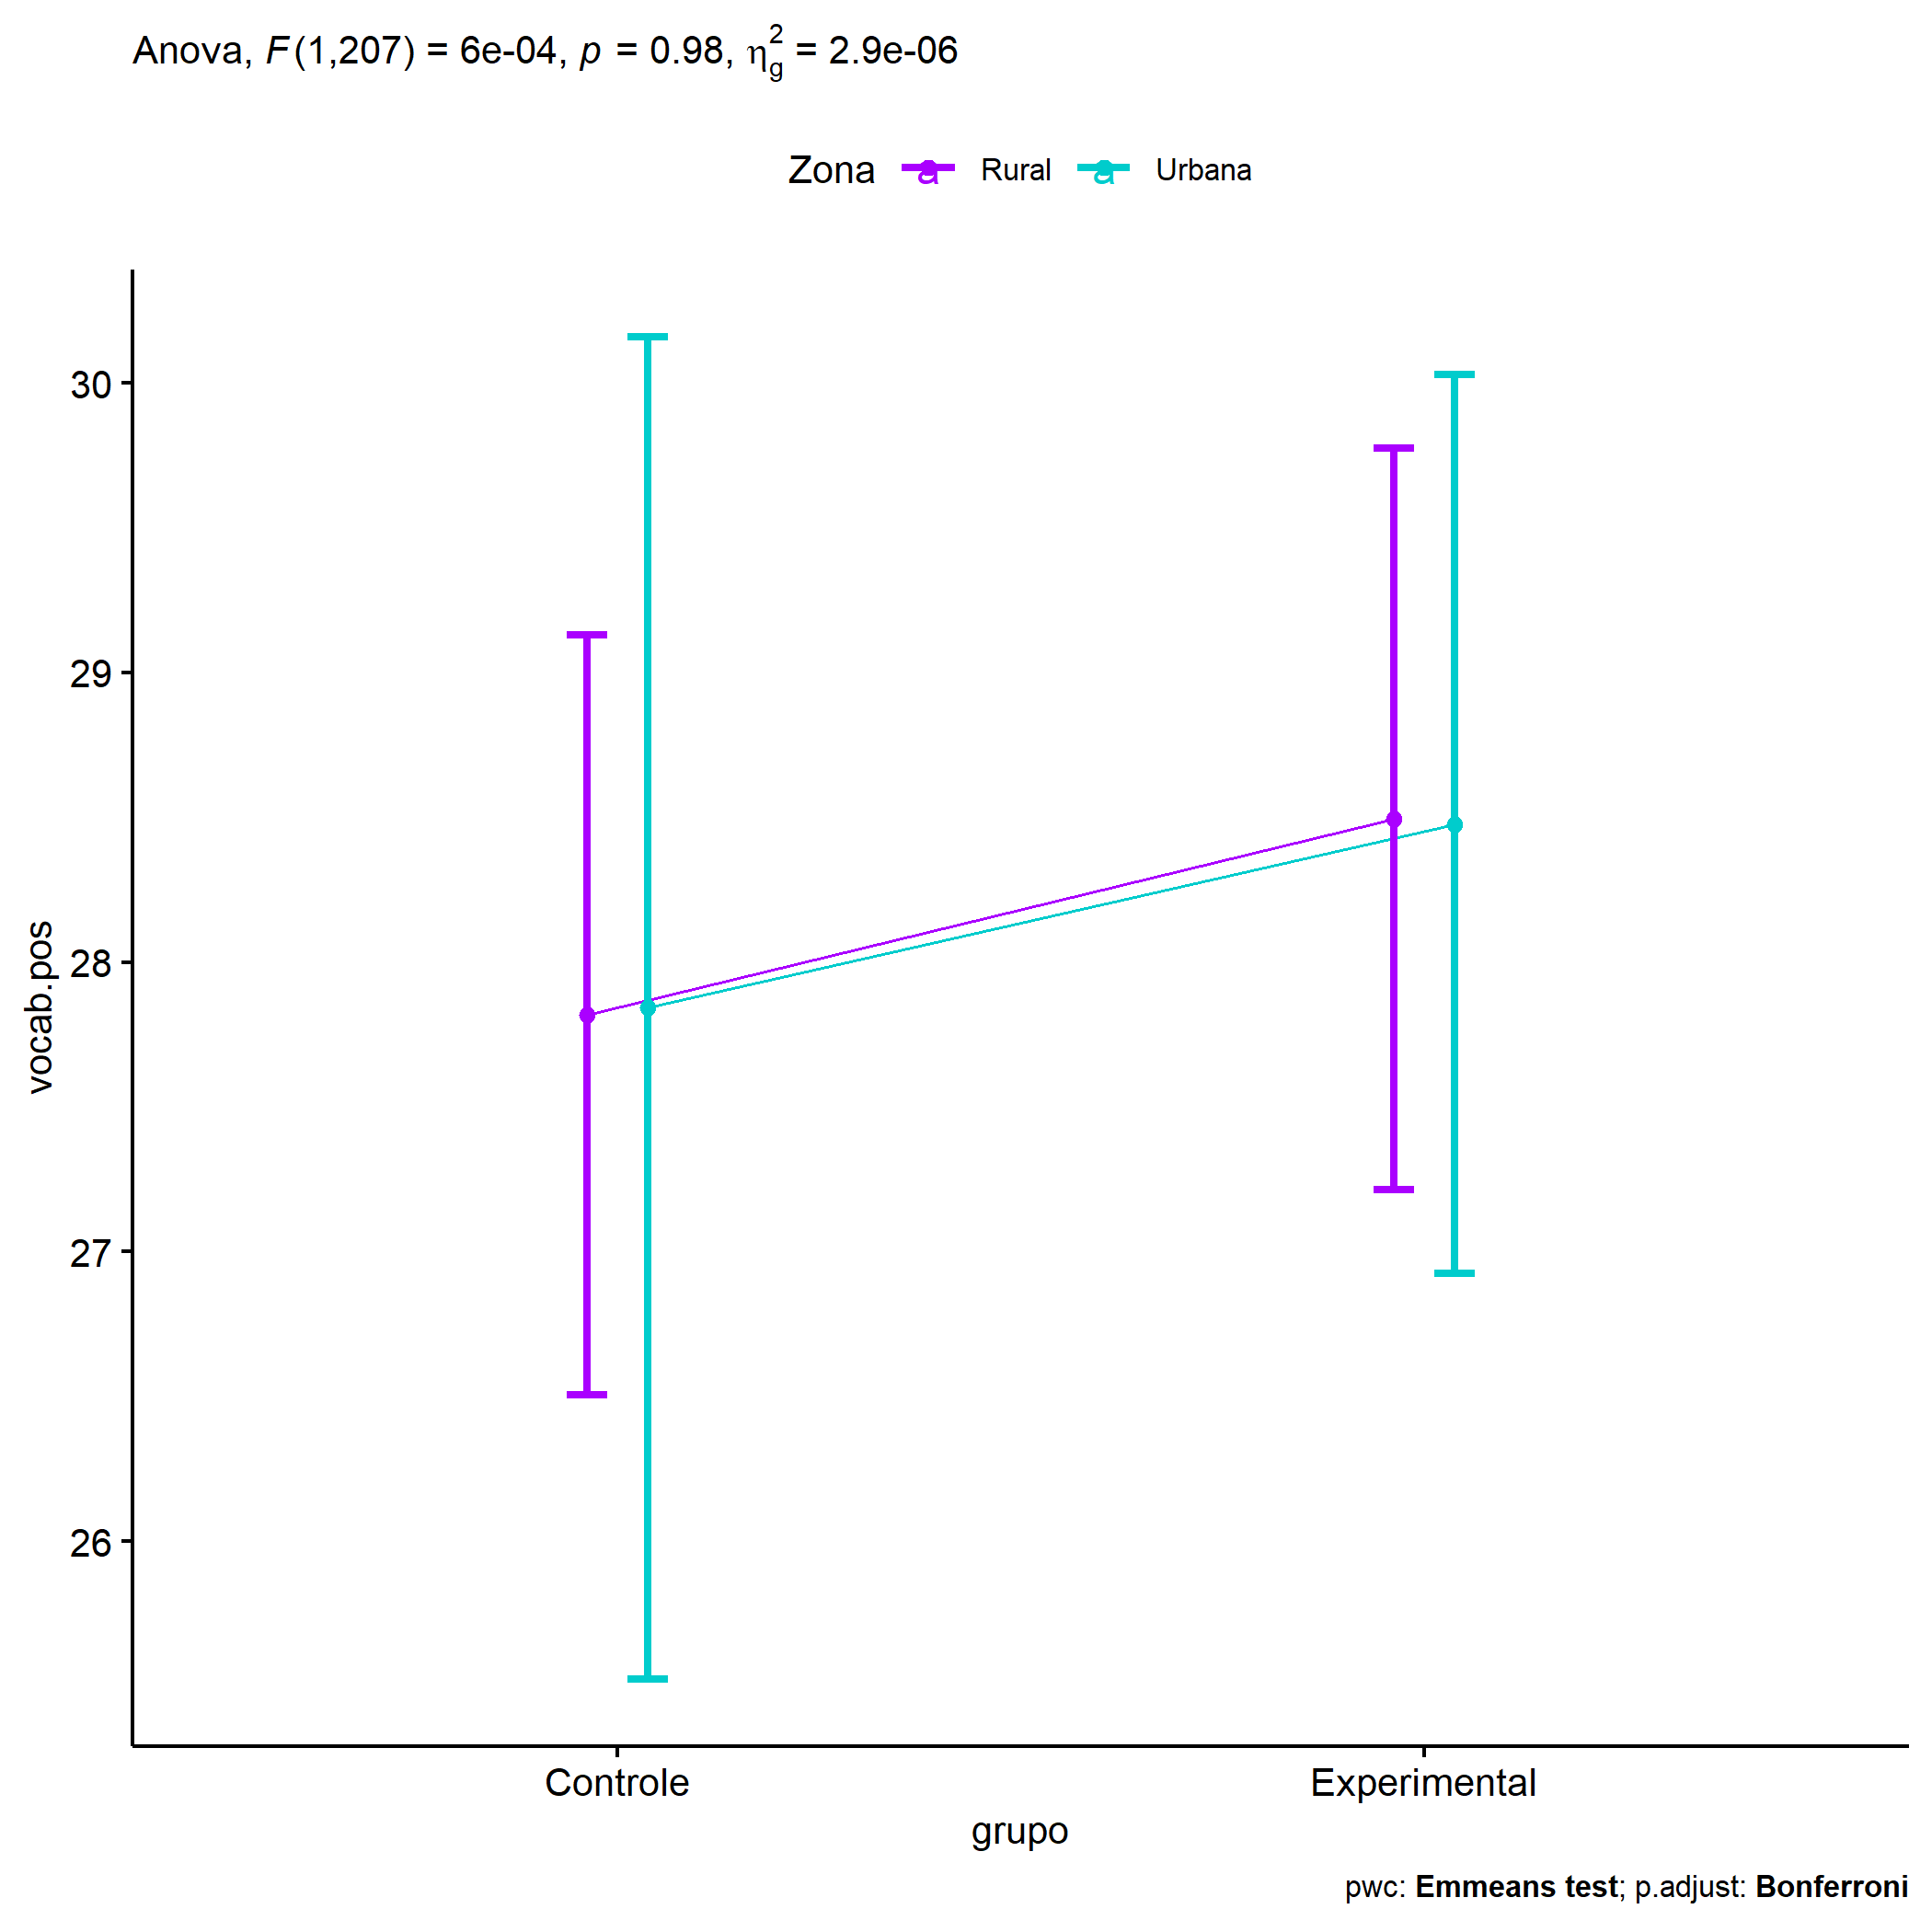 Anova, F(1,207) = 6e-04, p = 0.98, η²g = 2.9e-06
Zona a Rural a Urbana
30
29
28
27
26
vocab.pos
Controle Experimental
grupo
pwc: Emmeans test; p.adjust: Bonferroni